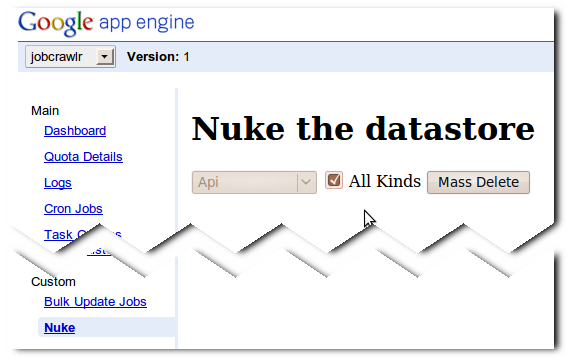 Google app engine
jobcrawlr Version: 1
Main
Dashboard
Quota Details
Logs
Cron Jobs
Task
Custom
Bulk Update Jobs
Nuke
Nuke the datastore
Api All Kinds Mass Delete